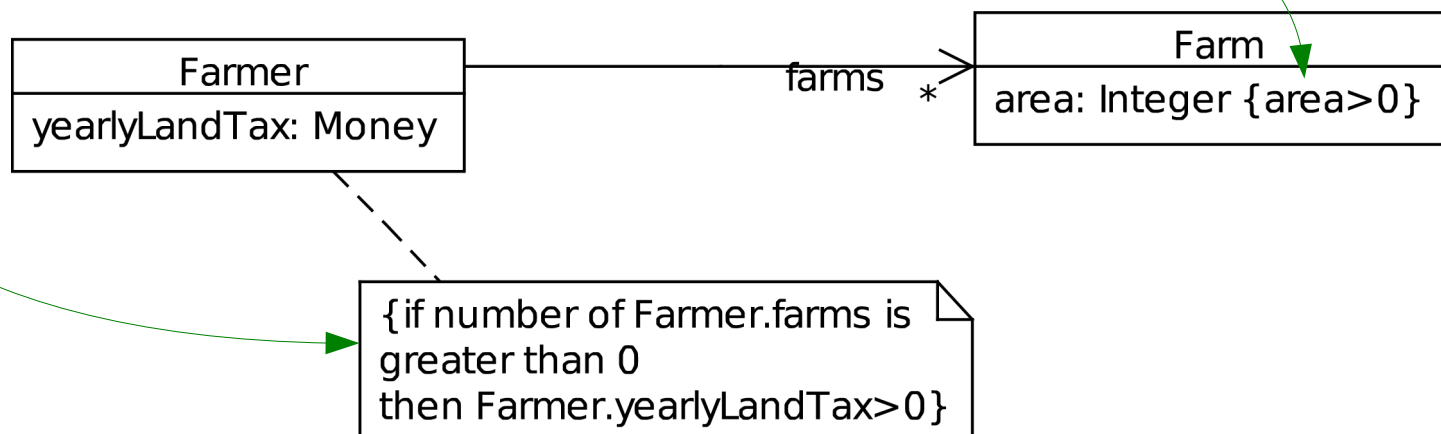 Farmer
yearlyLandTax: Money
farms
*
Farm
area: Integer {area>0}
{if number of Farmer.farms is
greater than 0
then Farmer.yearlyLandTax>0}